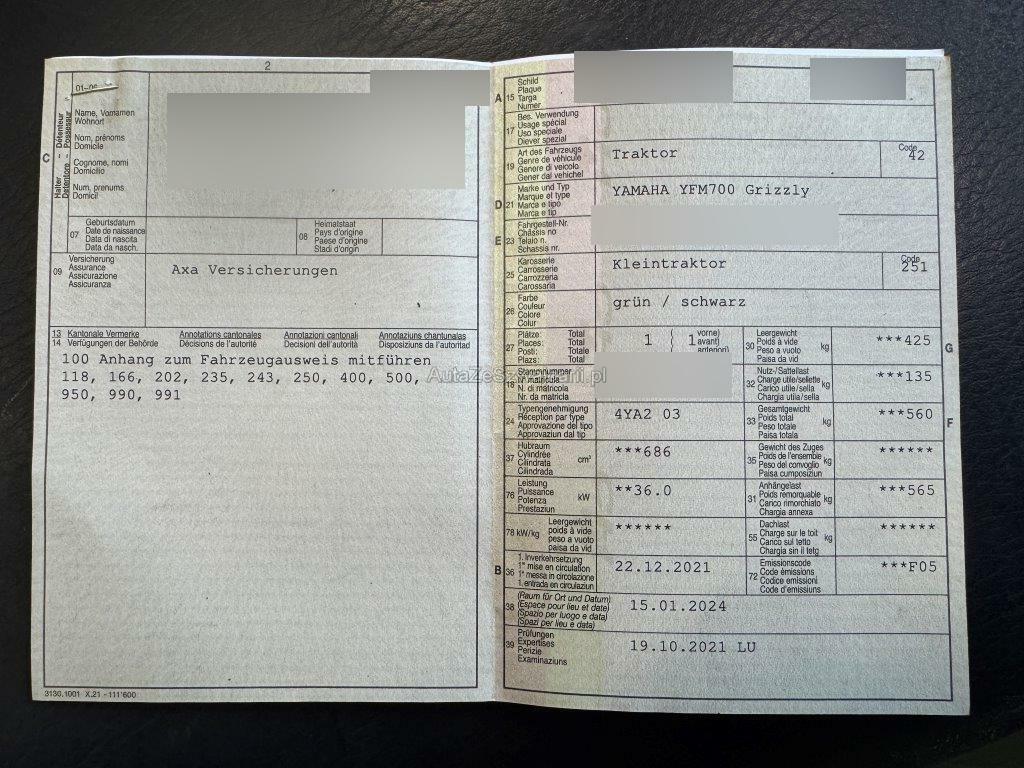 2
01-06
Halter - Détenteur
Detentore - Possessur
C
Name, Vornamen
Wohnort
Nom, prénoms
Domicile
Cognome, nomi
Domicilio
Num, prenums
Domicil
07
Geburtsdatum
Date de naissance
Data di nascita
Data da nasch.
08
Heimatstaat
Pays d'origine
Paese d'origine
Stadi d'origin
09
Versicherung
Assurance
Assicurazione
Assicuranza
Axa Versicherungen
13 Kantonale Vermerke Annotations cantonales Annotazioni cantonali Annotaziuns chantunalas
14 Verfügungen der Behörde Décisions de l'autorité Decisioni dell'autorità Disposiziuns da l'autoritad
100 Anhang zum Fahrzeugausweis mitführen
118, 166, 202, 235, 243, 250, 400, 500,
950, 990, 991
3130.1001 X.21 - 111'600
A 15
Schild
Plaque
Targa
Numer
17
Bes. Verwendung
Usage spécial
Uso speciale
Diever spezial
19
Art des Fahrzeugs
Genre de véhicule
Genere di veicolo
Gener dal vehichel
Traktor
Code
42
D 21
Marke und Typ
Marque et type
Marca e tipo
Marca e tip
YAMAHA YFM700 Grizzly
E 23
Fahrgestell-Nr.
Châssis no
Telaio n.
Schassis nr.
25
Karosserie
Carrosserie
Carrozzeria
Carossaria
Kleintraktor
Code
251
26
Farbe
Couleur
Colore
Colur
grün / schwarz
27
Plätze: Total
Places: Total
Posti: Totale
Plazs: Total
1 ( 1
vorne)
avant)
anteriori)
30
Leergewicht
Poids à vide
Peso a vuoto
Paisa da vid
kg
***425
G
18
Stammnummer
N° matricule
N. di matricola
Nr. da matricla
32
Nutz-/Sattellast
Charge utile/sellette
Carico utile/sella
Chargia utila/sella
kg
***135
24
Typengenehmigung
Réception par type
Approvazione del tipo
Approvaziun dal tip
4YA2 03
33
Gesamtgewicht
Poids total
Peso totale
Paisa totala
kg
***560
F
37
Hubraum
Cylindrée
Cilindrata
Cilindrada
cm³
***686
35
Gewicht des Zuges
Poids de l'ensemble
Peso del convoglio
Paisa cumposiziun
kg
******
76
Leistung
Puissance
Potenza
Prestaziun
kW
**36.0
31
Anhängelast
Poids remorquable
Carico rimorchiato
Chargia annexa
kg
***565
78 kW/kg
Leergewicht
poids à vide
peso a vuoto
paisa da vid
******
55
Dachlast
Charge sur le toit
Carico sul tetto
Chargia sin il tetg
kg
******
B 36
1. Inverkehrsetzung
1re mise en circulation
1a messa in circolazione
1. entrada en circulaziun
22.12.2021
72
Emissionscode
Code émissions
Codice emissioni
Code d'emissiuns
***F05
38
(Raum für Ort und Datum)
(Espace pour lieu et date)
(Spazio per luogo e data)
(Spazi per lieu e data)
15.01.2024
39
Prüfungen
Expertises
Perizie
Examinaziuns
19.10.2021 LU
AutaZeSzwajcarii.pl